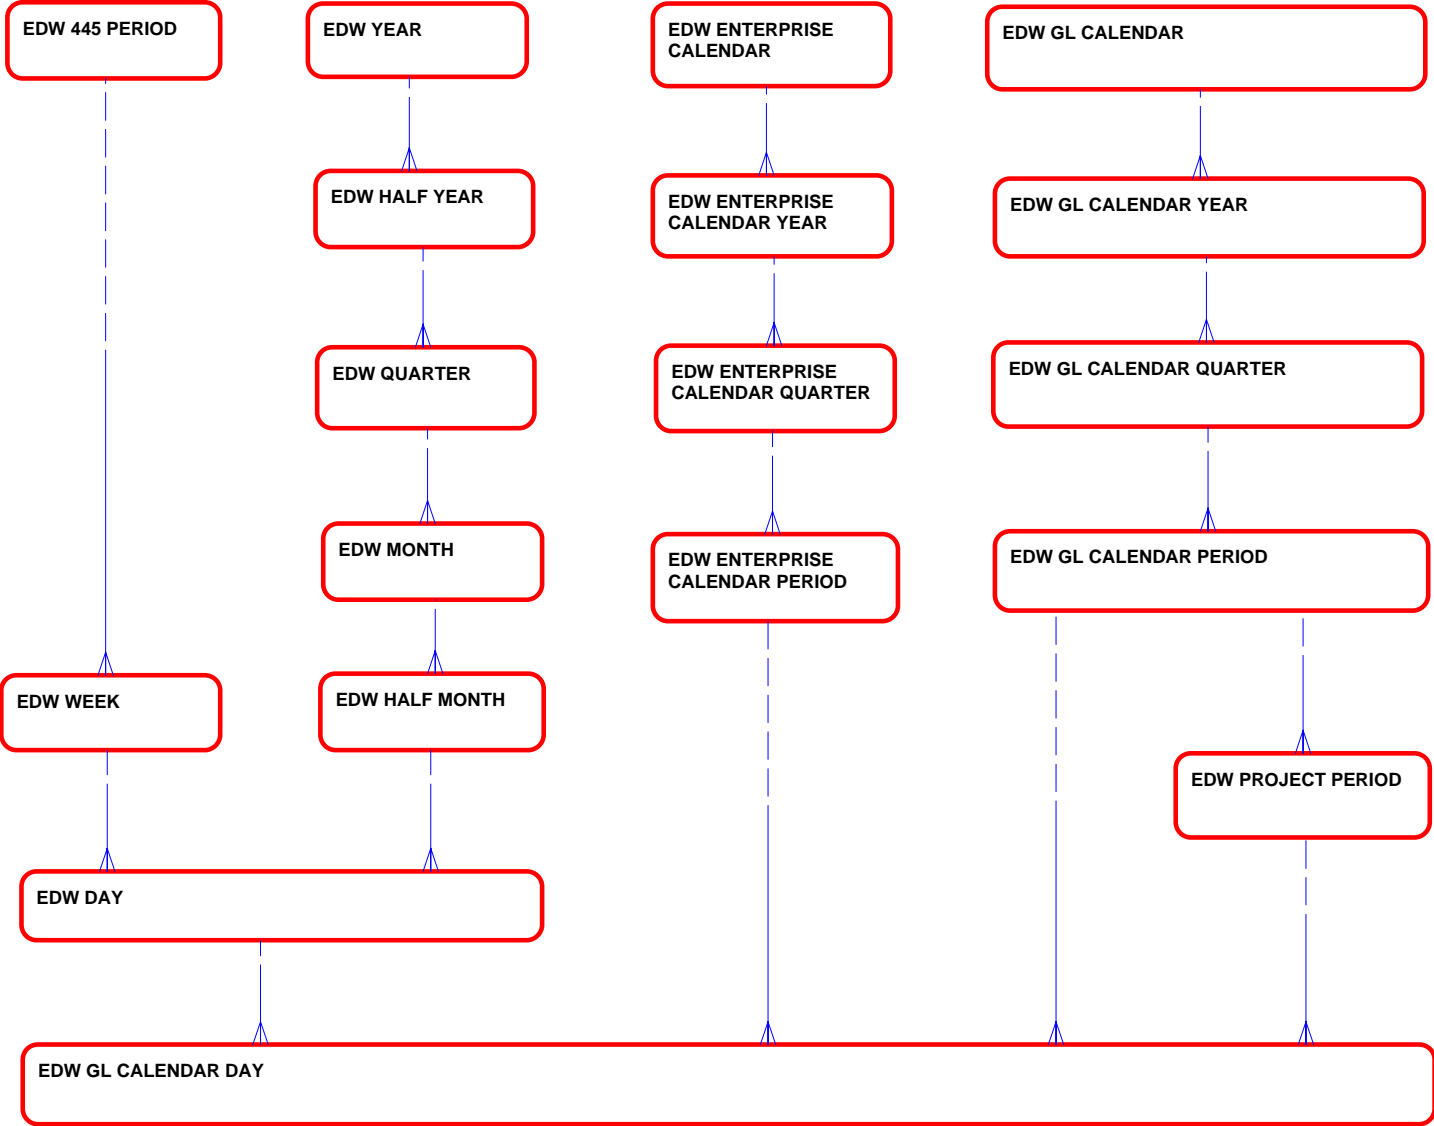 EDW 445 PERIOD
EDW YEAR
EDW ENTERPRISE
CALENDAR
EDW GL CALENDAR
EDW HALF YEAR
EDW ENTERPRISE
CALENDAR YEAR
EDW GL CALENDAR YEAR
EDW QUARTER
EDW ENTERPRISE
CALENDAR QUARTER
EDW GL CALENDAR QUARTER
EDW MONTH
EDW ENTERPRISE
CALENDAR PERIOD
EDW GL CALENDAR PERIOD
EDW WEEK
EDW HALF MONTH
EDW PROJECT PERIOD
EDW DAY
EDW GL CALENDAR DAY